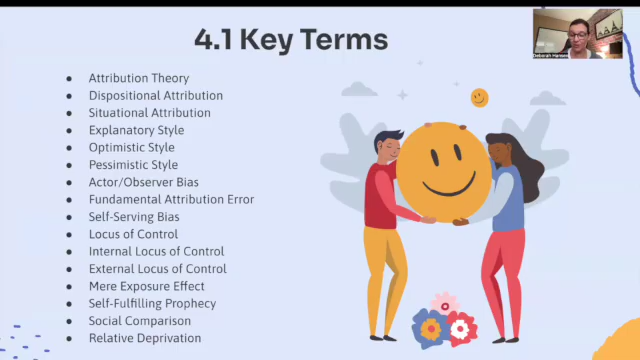 4.1 Key Terms
Attribution Theory
Dispositional Attribution
Situational Attribution
Explanatory Style
Optimistic Style
Pessimistic Style
Actor/Observer Bias
Fundamental Attribution Error
Self-Serving Bias
Locus of Control
Internal Locus of Control
External Locus of Control
Mere Exposure Effect
Self-Fulfilling Prophecy
Social Comparison
Relative Deprivation
Deborah